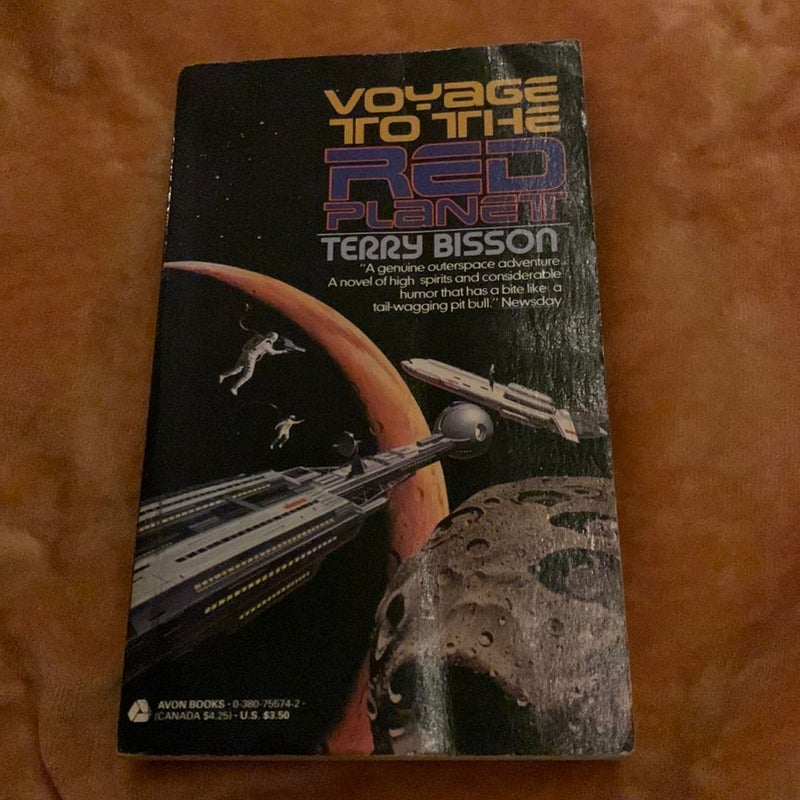 VOYAGE
TO THE
RED
PLANET
TERRY BISSON
"A genuine outerspace adventure.
A novel of high spirits and considerable
humor that has a bite like a
tail-wagging pit bull." Newsday
AVON BOOKS · 0-380-75574-2 ·
(CANADA $4.25) · U.S. $3.50